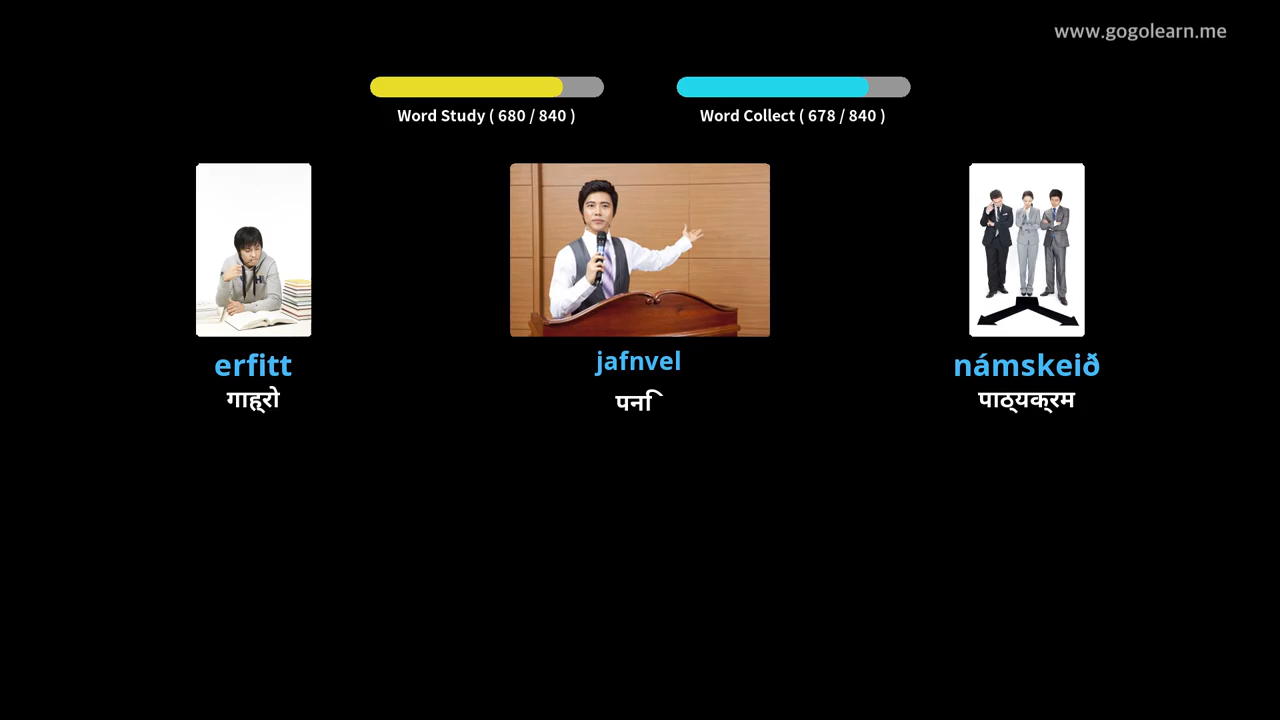 www.gogolearn.me
Word Study ( 680 / 840 )
Word Collect ( 678 / 840 )
erfitt
गाह्रो
jafnvel
पनि
námskeið
पाठ्यक्रम